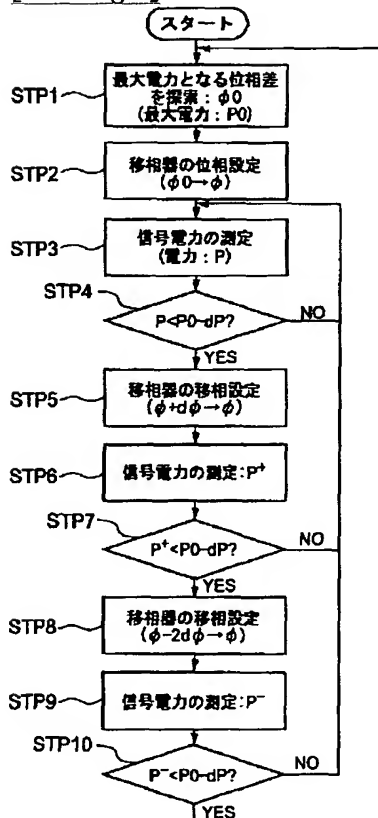 スタート
STP1
最大電力となる位相差
を探索：φ0
(最大電力：P0)
STP2
移相器の位相設定
(φ0→φ)
STP3
信号電力の測定
(電力：P)
STP4
P<P0-dP?
NO
YES
STP5
移相器の移相設定
(φ+dφ→φ)
STP6
信号電力の測定:P⁺
STP7
P⁺<P0-dP?
NO
YES
STP8
移相器の移相設定
(φ-2dφ→φ)
STP9
信号電力の測定:P⁻
STP10
P⁻<P0-dP?
NO
YES